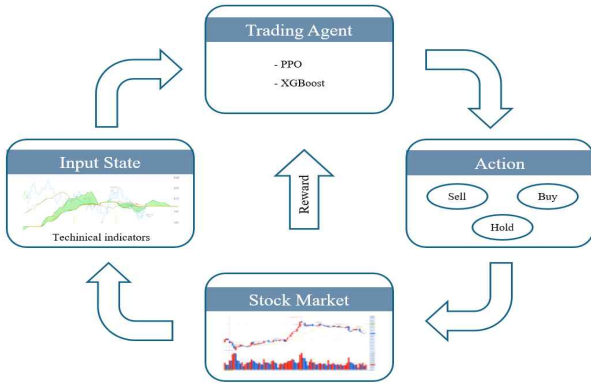 Trading Agent
- PPO
- XGBoost
Input State
Techinical indicators
Reward
Action
Sell
Buy
Hold
Stock Market